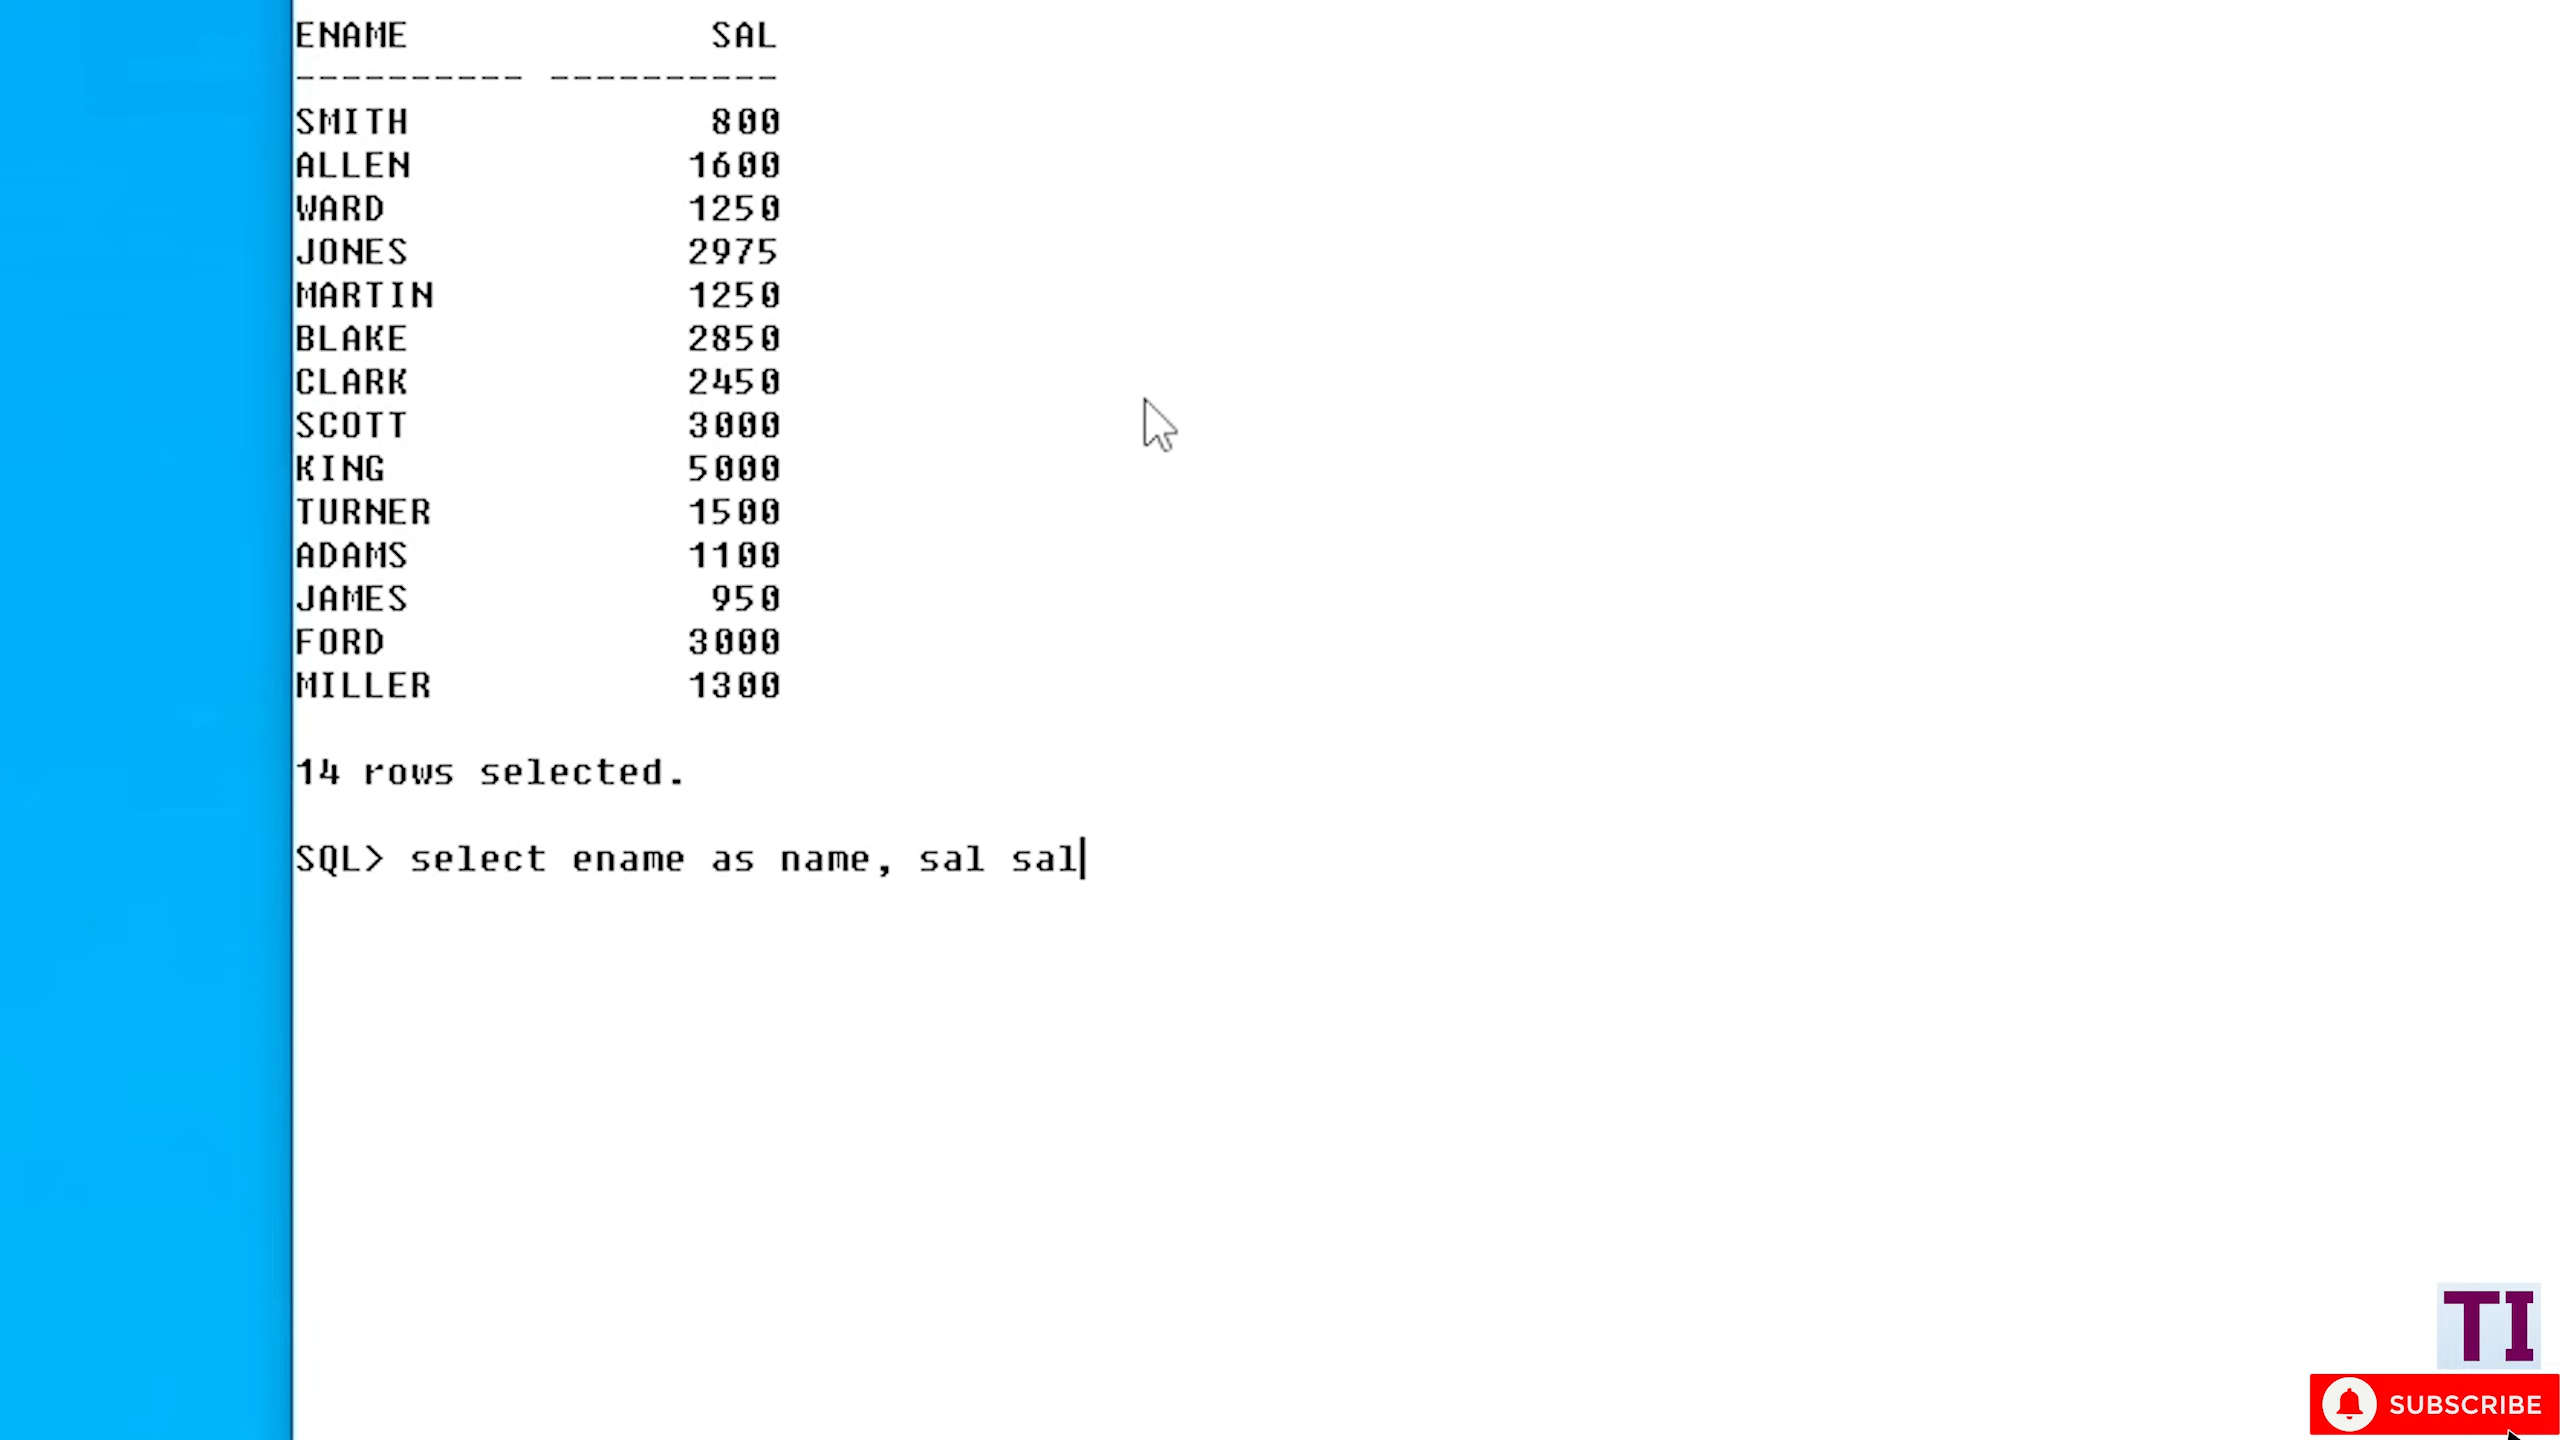 ENAME SAL
---------- ----------
SMITH 800
ALLEN 1600
WARD 1250
JONES 2975
MARTIN 1250
BLAKE 2850
CLARK 2450
SCOTT 3000
KING 5000
TURNER 1500
ADAMS 1100
JAMES 950
FORD 3000
MILLER 1300
14 rows selected.
SQL> select ename as name, sal sal
TI
SUBSCRIBE